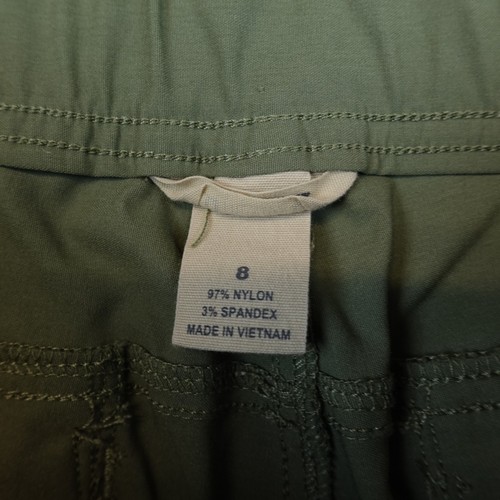 8
97% NYLON
3% SPANDEX
MADE IN VIETNAM